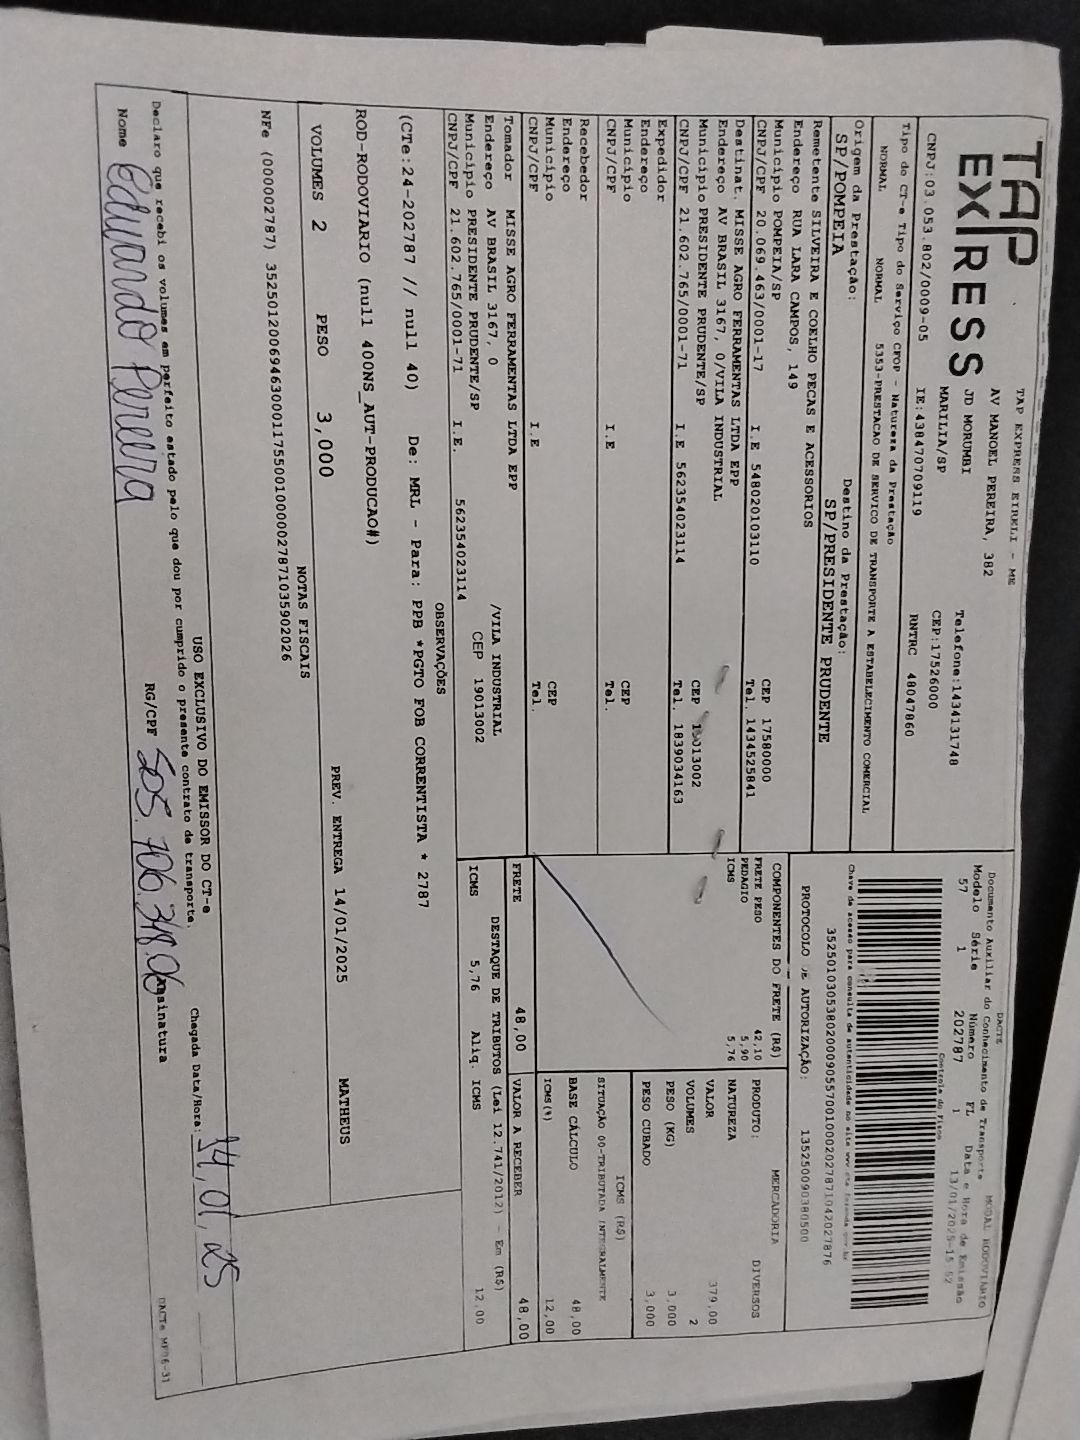 TAP
EXPRESS
TAP EXPRESS EIRELI - ME
AV MANOEL PEREIRA, 382
JD MORUMBI Telefone:1434131748
MARILIA/SP CEP:17526000
CNPJ:03.053.802/0009-05 IE:438470709119 RNTRC 48047860
Tipo do CT-e Tipo do Serviço CFOP - Natureza da Prestação
NORMAL NORMAL 5353-PRESTACAO DE SERVICO DE TRANSPORTE A ESTABELECIMENTO COMERCIAL
Origem da Prestação: Destino da Prestação:
SP/POMPEIA SP/PRESIDENTE PRUDENTE
Remetente SILVEIRA E COELHO PECAS E ACESSORIOS
Endereço RUA LARA CAMPOS, 149
Município POMPEIA/SP CEP 17580000
CNPJ/CPF 20.069.463/0001-17 I.E 548020103110 Tel. 1434525841
Destinat. MISSE AGRO FERRAMENTAS LTDA EPP
Endereço AV BRASIL 3167, 0/VILA INDUSTRIAL
Município PRESIDENTE PRUDENTE/SP CEP 19013002
CNPJ/CPF 21.602.765/0001-71 I.E 562354023114 Tel. 1839034163
Expedidor
Endereço
Município CEP
CNPJ/CPF I.E Tel.
Recebedor
Endereço
Município CEP
CNPJ/CPF I.E Tel.
Tomador MISSE AGRO FERRAMENTAS LTDA EPP
Endereço AV BRASIL 3167, 0 /VILA INDUSTRIAL
Município PRESIDENTE PRUDENTE/SP CEP 19013002
CNPJ/CPF 21.602.765/0001-71 I.E. 562354023114
DACTE
Documento Auxiliar do Conhecimento de Transporte MODAL RODOVIÁRIO
Modelo Série Número FL Data e Hora de Emissão
57 1 202787 1 13/01/2025-15 52
Controle do Fisco
Chave de acesso para consulta de autenticidade no site www cte fazenda gov.br
35250103053802000905570010002027871042027876
PROTOCOLO DE AUTORIZAÇÃO: 135250090380500
COMPONENTES DO FRETE (R$)
FRETE PESO 42,10
PEDAGIO 5,90
ICMS 5,76
MERCADORIA
PRODUTO: DIVERSOS
NATUREZA
VALOR 379,00
VOLUMES 2
PESO (KG) 3,000
PESO CUBADO 3,000
ICMS (R$)
SITUAÇÃO 00-TRIBUTADA INTEGRALMENTE
BASE CÁLCULO 48,00
ICMS(%) 12,00
FRETE 48,00 VALOR A RECEBER 48,00
DESTAQUE DE TRIBUTOS (Lei 12.741/2012) - Em (R$)
ICMS 5,76 Aliq. ICMS 12,00
OBSERVAÇÕES
(CTe:24-202787 // null 40) De: MRL - Para: PPB *PGTO FOB CORRENTISTA * 2787
ROD-RODOVIARIO (null 400NS_AUT-PRODUCAO#)
VOLUMES 2 PESO 3,000 PREV. ENTREGA 14/01/2025 MATHEUS
NOTAS FISCAIS
NFe (000002787) 35250120069463000117550010000027871035902026
USO EXCLUSIVO DO EMISSOR DO CT-e
Declaro que recebi os volumes em perfeito estado pelo que dou por cumprido o presente contrato de transporte.
Chegada Data/Hora: 14,01,25
Nome Eduardo Pereira RG/CPF 505.706.348.06 Assinatura